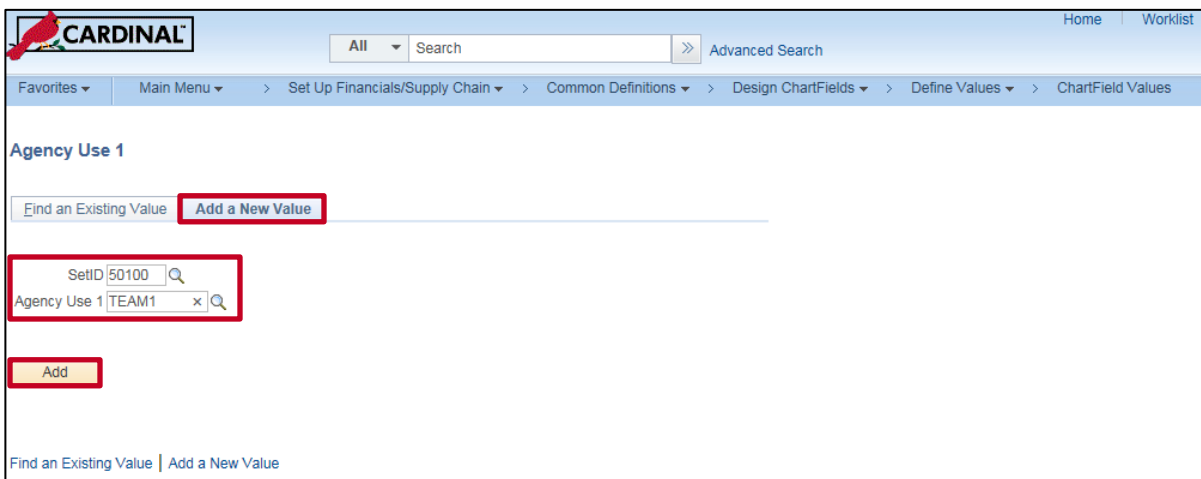 CARDINAL™
Home Worklist
All Search » Advanced Search
Favorites Main Menu > Set Up Financials/Supply Chain > Common Definitions > Design ChartFields > Define Values > ChartField Values
Agency Use 1
Find an Existing Value Add a New Value
SetID 50100
Agency Use 1 TEAM1 ×
Add
Find an Existing Value | Add a New Value